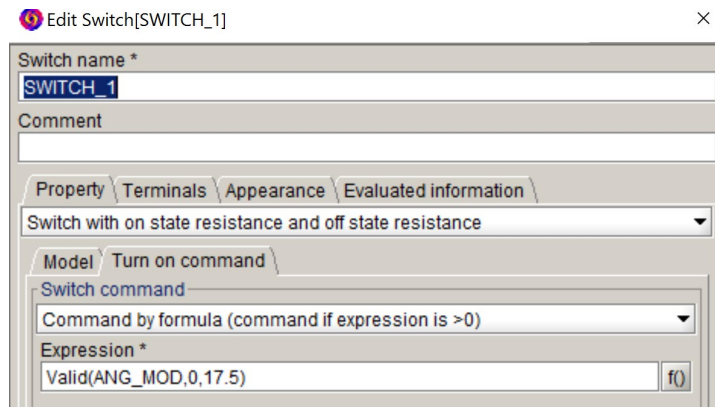 Edit Switch[SWITCH_1]
Switch name *
SWITCH_1
Comment
Property Terminals Appearance Evaluated information
Switch with on state resistance and off state resistance
Model Turn on command
Switch command
Command by formula (command if expression is >0)
Expression *
Valid(ANG_MOD,0,17.5) f()